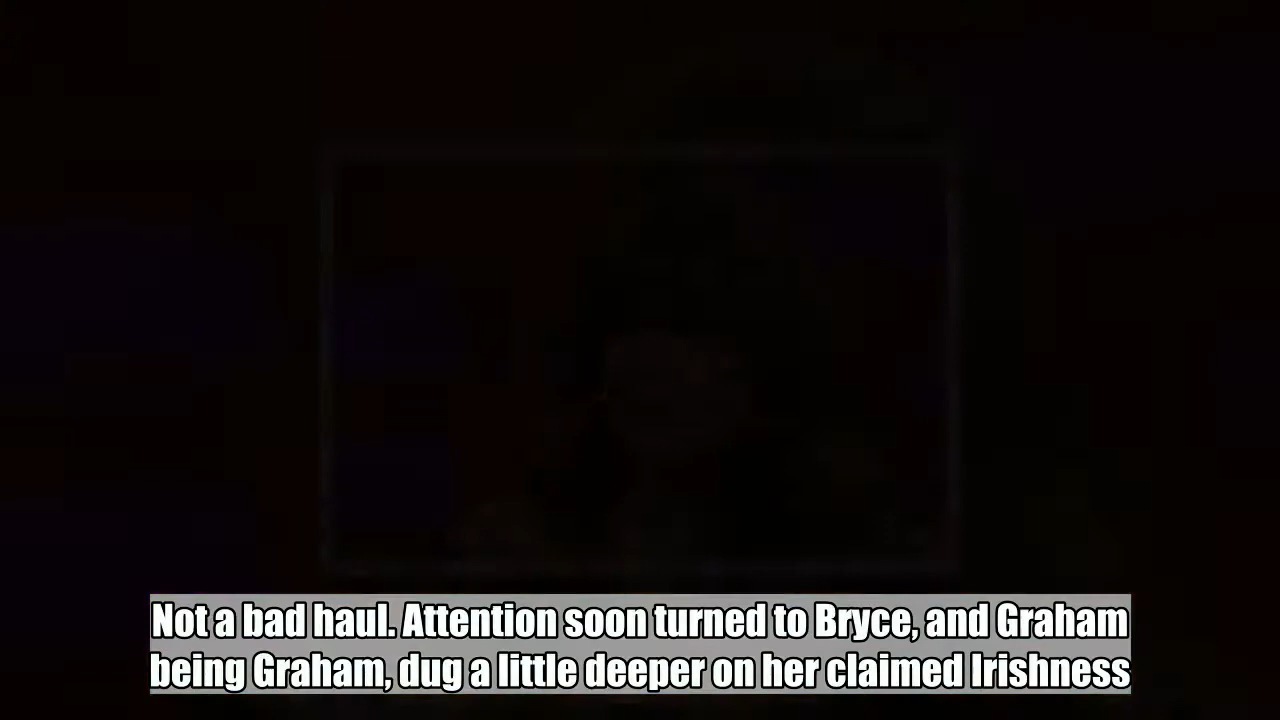 Not a bad haul. Attention soon turned to Bryce, and Graham
being Graham, dug a little deeper on her claimed Irishness